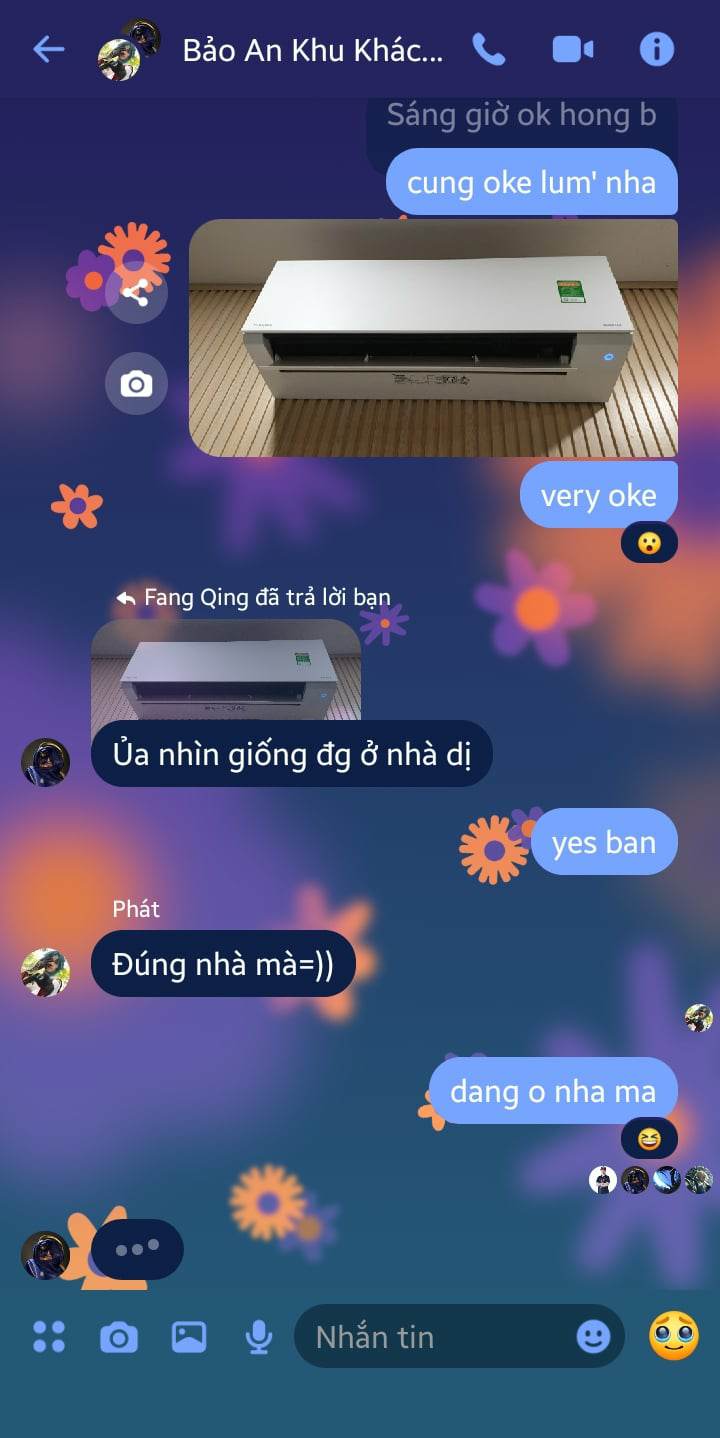 Bảo An Khu Khác...
Sáng giờ ok hong b
cung oke lum' nha
very oke
Fang Qing đã trả lời bạn
Ủa nhìn giống đg ở nhà dị
yes ban
Phát
Đúng nhà mà=))
dang o nha ma
Nhắn tin